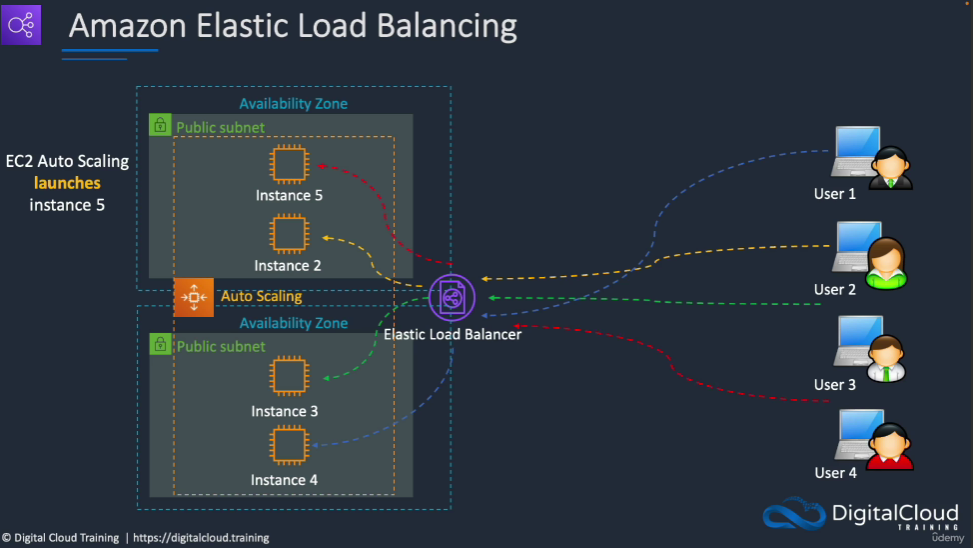 Amazon Elastic Load Balancing
Availability Zone
Public subnet
EC2 Auto Scaling
launches
instance 5
Instance 5
Instance 2
Auto Scaling
Availability Zone
Elastic Load Balancer
Public subnet
Instance 3
Instance 4
User 1
User 2
User 3
User 4
DigitalCloud
TRAINING
ûdemy
© Digital Cloud Training | https://digitalcloud.training